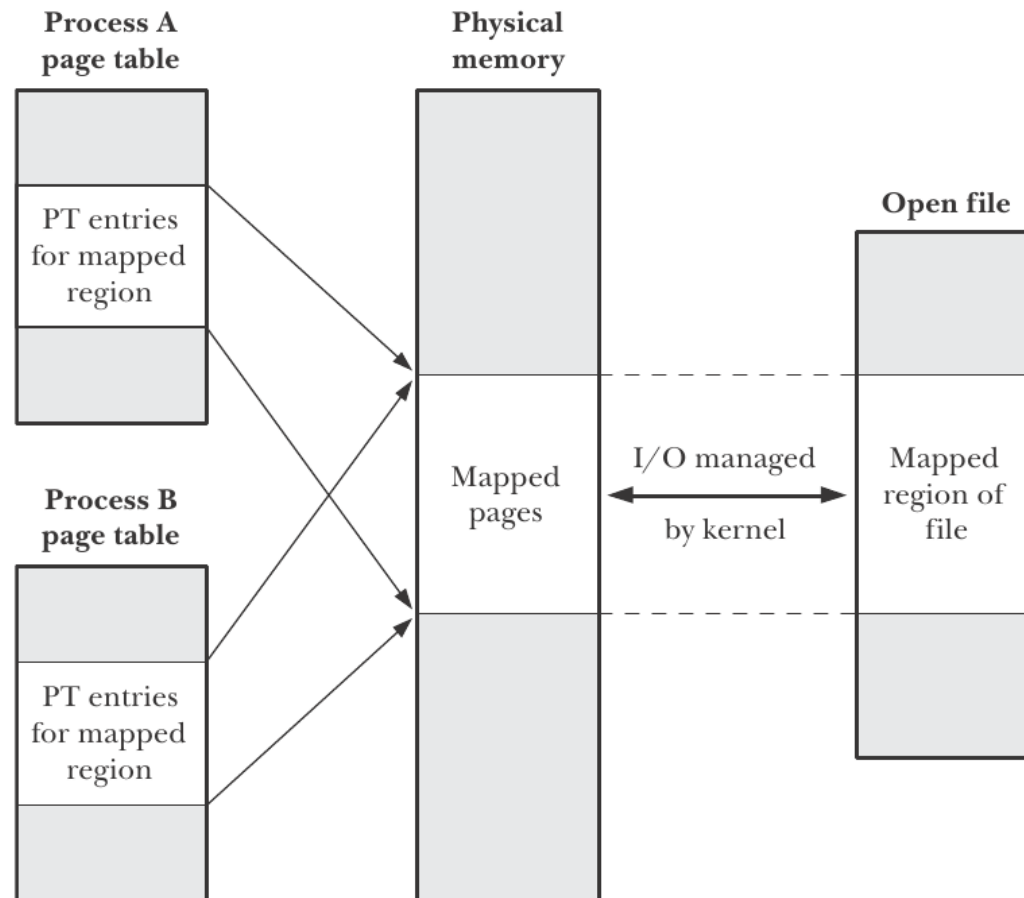 Process A
page table
PT entries
for mapped
region
Process B
page table
PT entries
for mapped
region
Physical
memory
Mapped
pages
I/O managed
by kernel
Open file
Mapped
region of
file